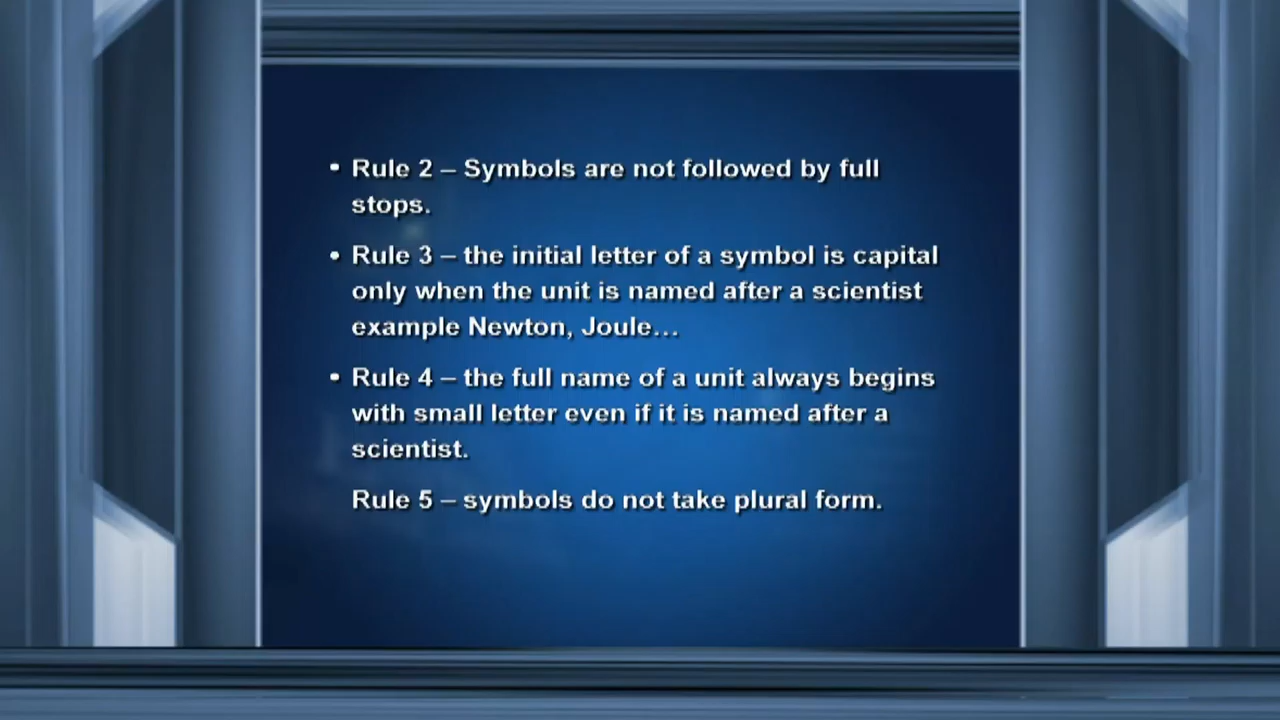 • Rule 2 – Symbols are not followed by full
stops.
• Rule 3 – the initial letter of a symbol is capital
only when the unit is named after a scientist
example Newton, Joule...
• Rule 4 – the full name of a unit always begins
with small letter even if it is named after a
scientist.
Rule 5 – symbols do not take plural form.